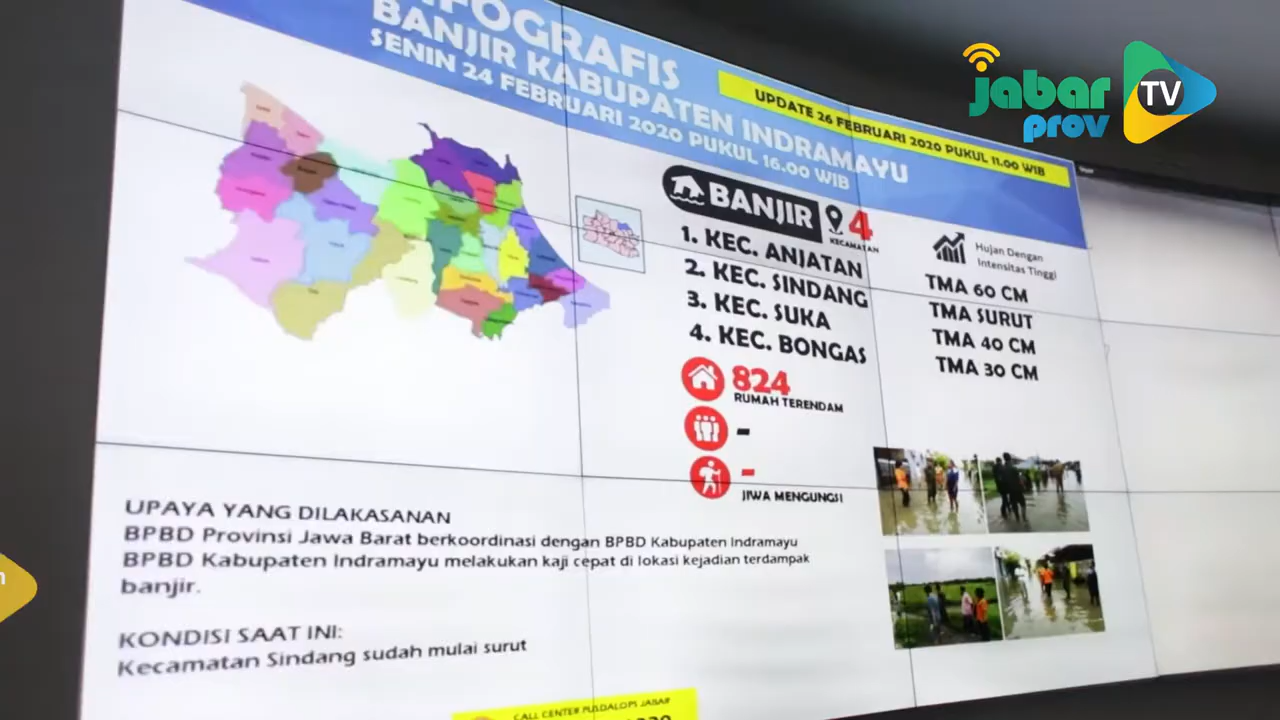 jabar
prov
TV
INFOGRAFIS
BANJIR KABUPATEN INDRAMAYU
SENIN 24 FEBRUARI 2020 PUKUL 16.00 WIB
UPDATE 26 FEBRUARI 2020 PUKUL 11.00 WIB
BANJIR
4
KECAMATAN
Hujan Dengan
Intensitas Tinggi
1. KEC. ANJATAN
TMA 60 CM
2. KEC. SINDANG
TMA SURUT
3. KEC. SUKA
TMA 40 CM
4. KEC. BONGAS
TMA 30 CM
824
RUMAH TERENDAM
-
-
JIWA MENGUNGSI
UPAYA YANG DILAKASANAN
BPBD Provinsi Jawa Barat berkoordinasi dengan BPBD Kabupaten Indramayu
BPBD Kabupaten Indramayu melakukan kaji cepat di lokasi kejadian terdampak
banjir.
KONDISI SAAT INI:
Kecamatan Sindang sudah mulai surut
CALL CENTER PUSDALOPS JABAR